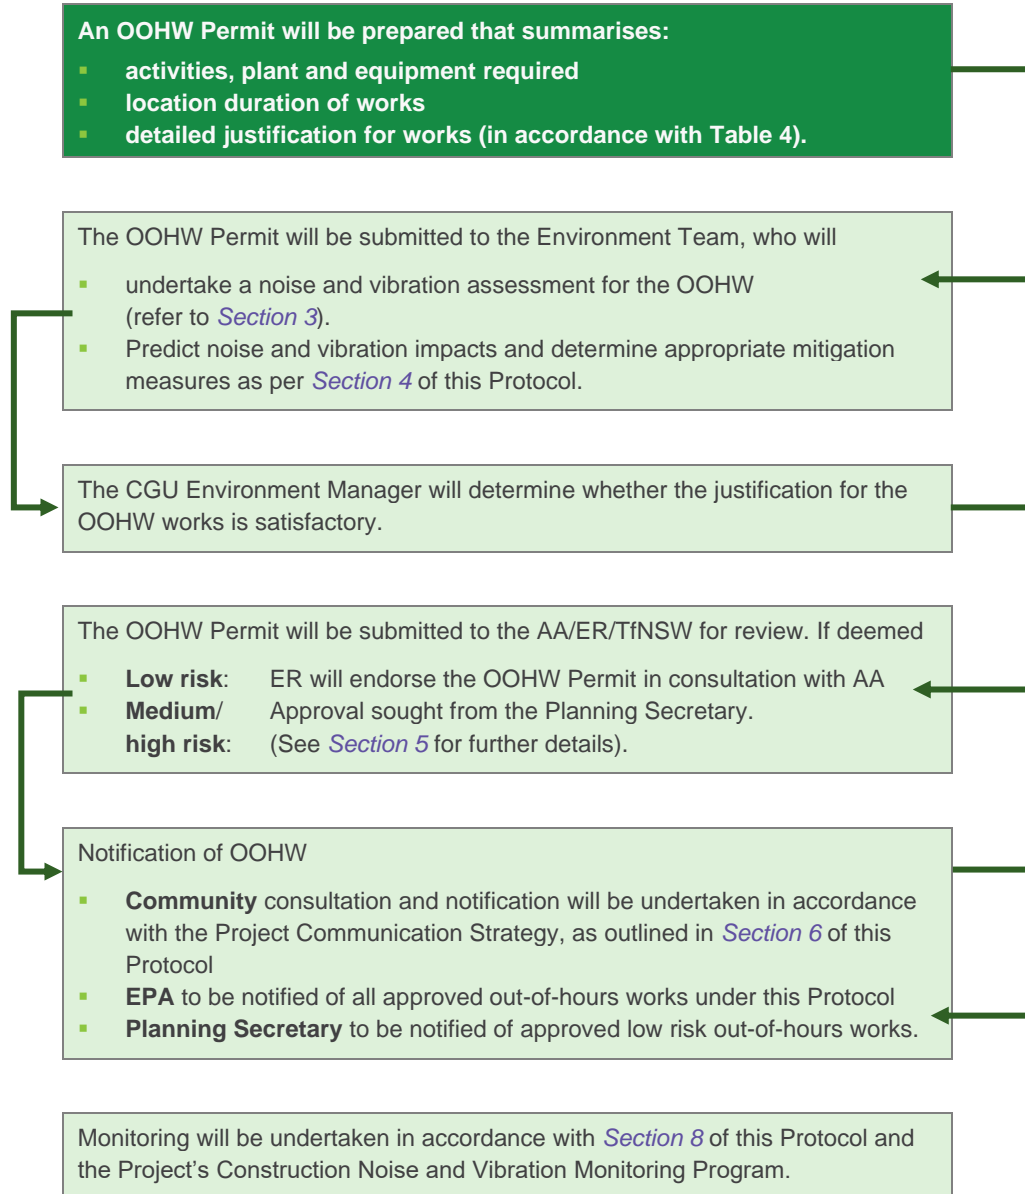 An OOHW Permit will be prepared that summarises:
▪ activities, plant and equipment required
▪ location duration of works
▪ detailed justification for works (in accordance with Table 4).
The OOHW Permit will be submitted to the Environment Team, who will
▪ undertake a noise and vibration assessment for the OOHW
(refer to Section 3).
▪ Predict noise and vibration impacts and determine appropriate mitigation
measures as per Section 4 of this Protocol.
The CGU Environment Manager will determine whether the justification for the
OOHW works is satisfactory.
The OOHW Permit will be submitted to the AA/ER/TfNSW for review. If deemed
▪ Low risk: ER will endorse the OOHW Permit in consultation with AA
▪ Medium/ Approval sought from the Planning Secretary.
high risk: (See Section 5 for further details).
Notification of OOHW
▪ Community consultation and notification will be undertaken in accordance
with the Project Communication Strategy, as outlined in Section 6 of this
Protocol
▪ EPA to be notified of all approved out-of-hours works under this Protocol
▪ Planning Secretary to be notified of approved low risk out-of-hours works.
Monitoring will be undertaken in accordance with Section 8 of this Protocol and
the Project's Construction Noise and Vibration Monitoring Program.